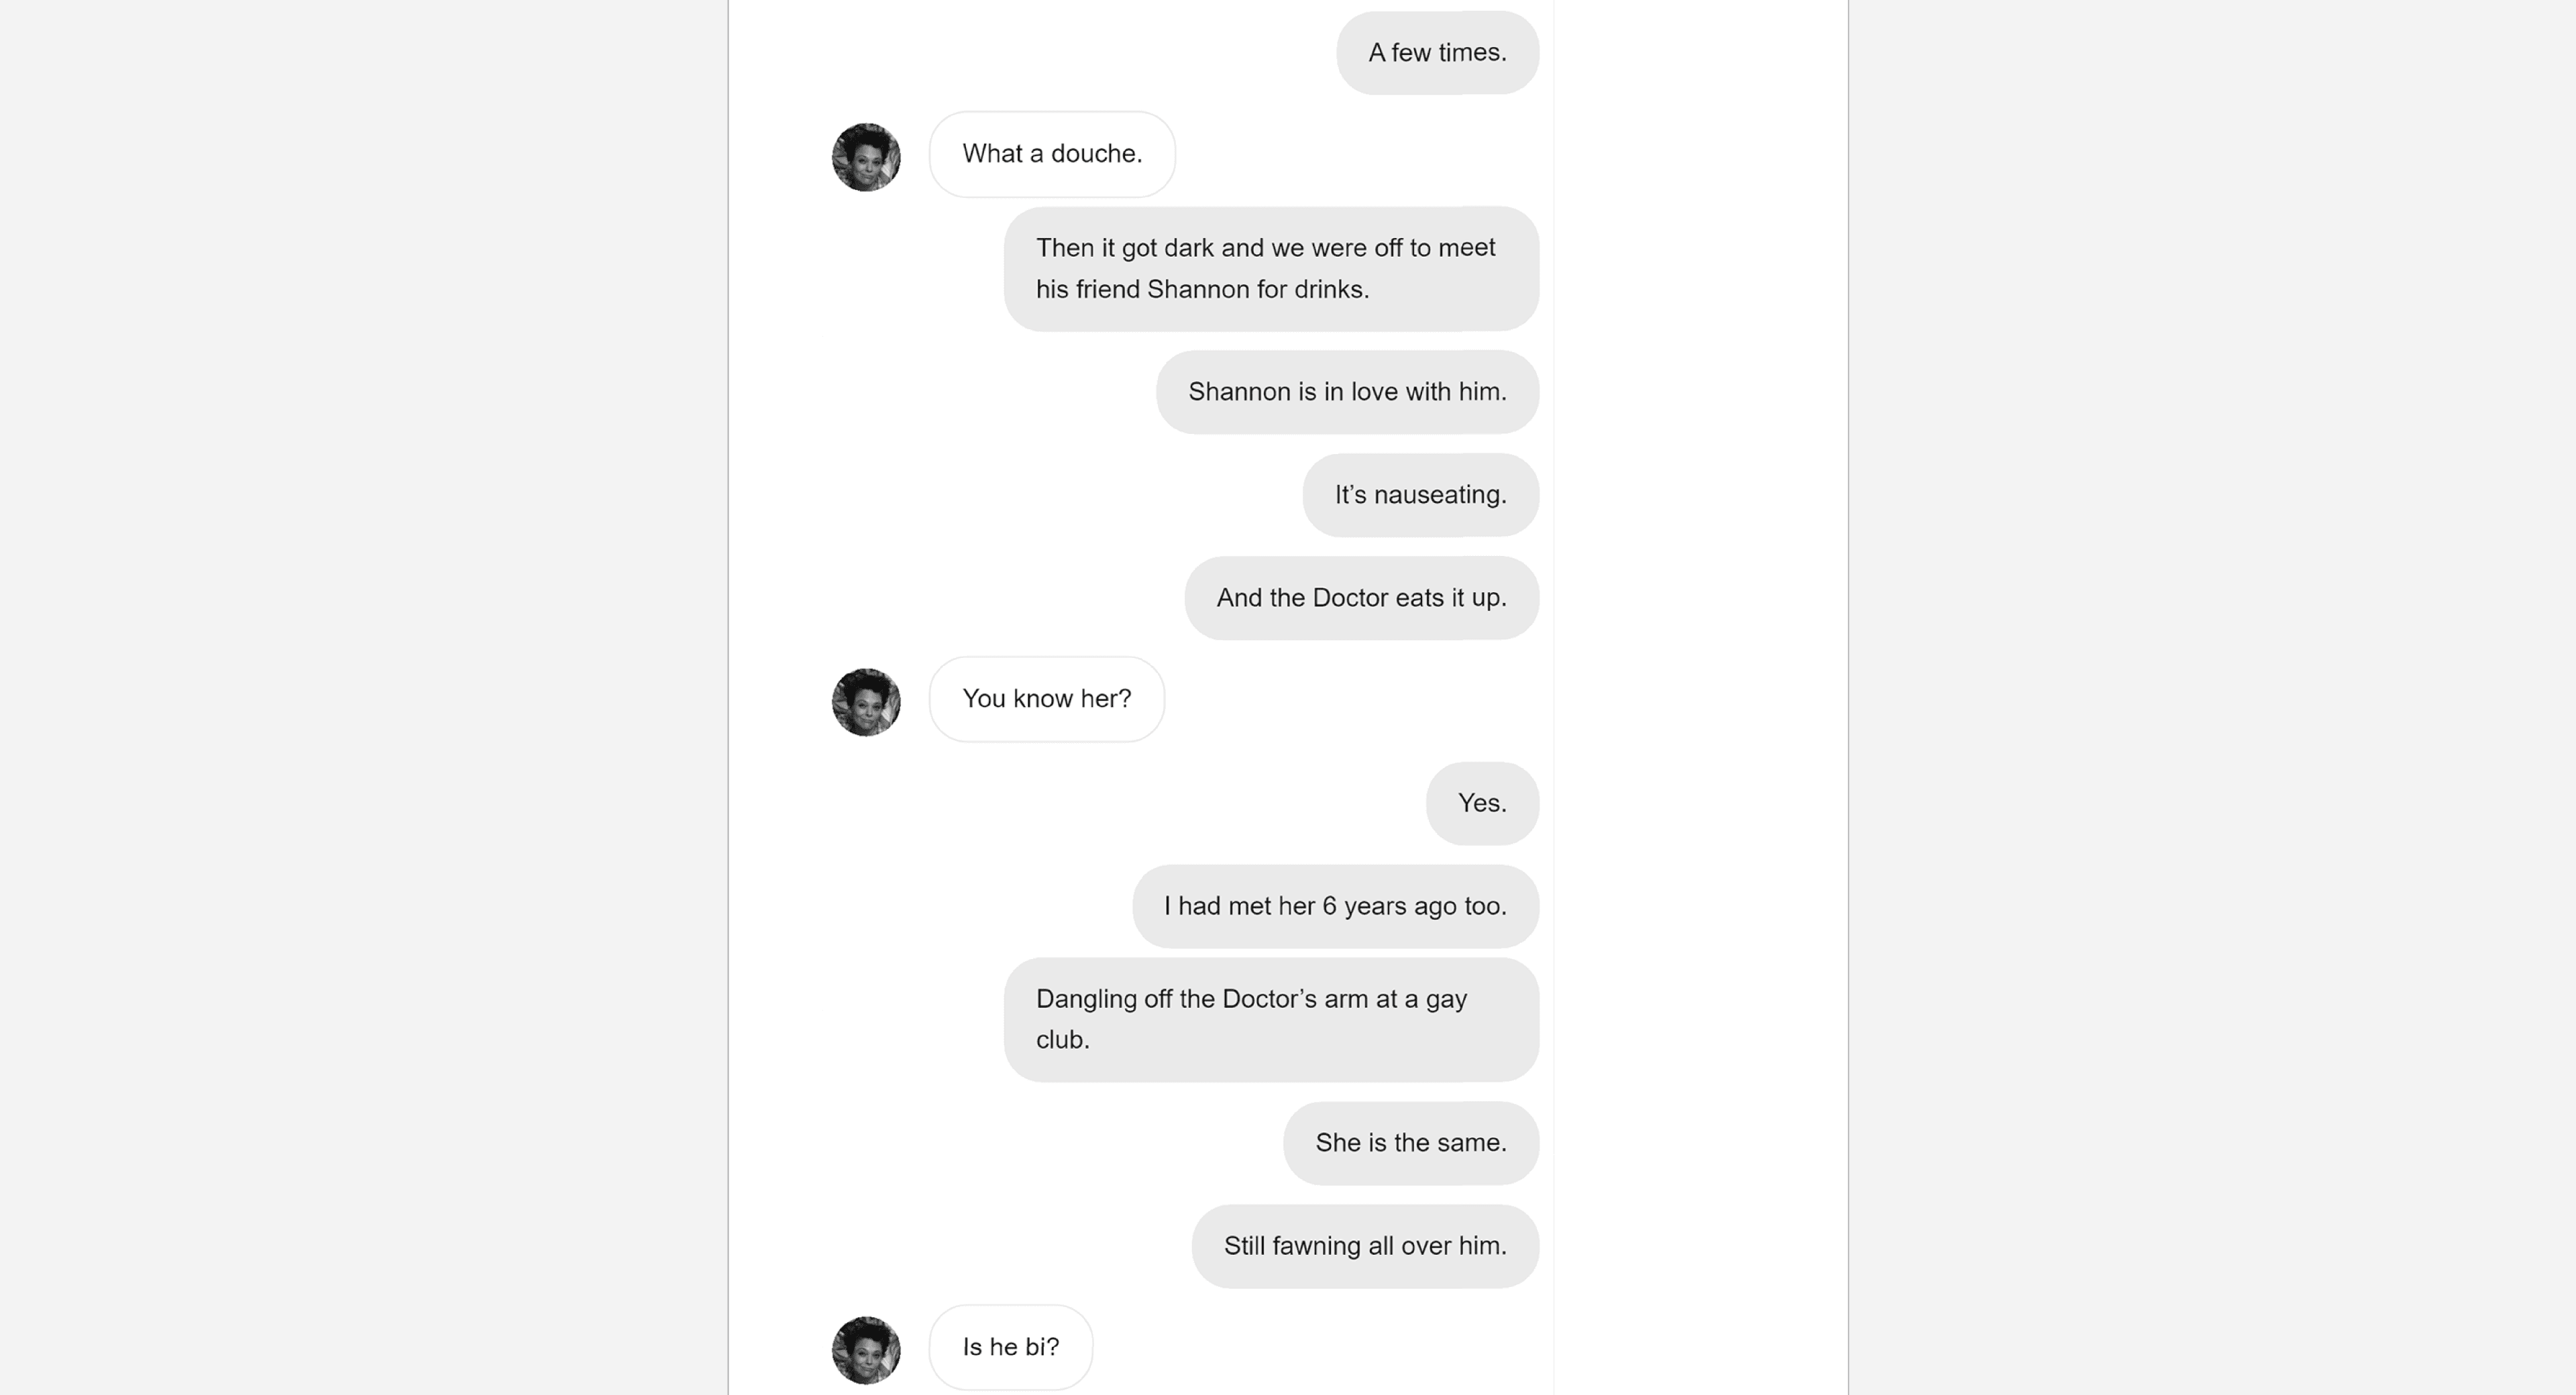 A few times.
What a douche.
Then it got dark and we were off to meet
his friend Shannon for drinks.
Shannon is in love with him.
It’s nauseating.
And the Doctor eats it up.
You know her?
Yes.
I had met her 6 years ago too.
Dangling off the Doctor’s arm at a gay
club.
She is the same.
Still fawning all over him.
Is he bi?